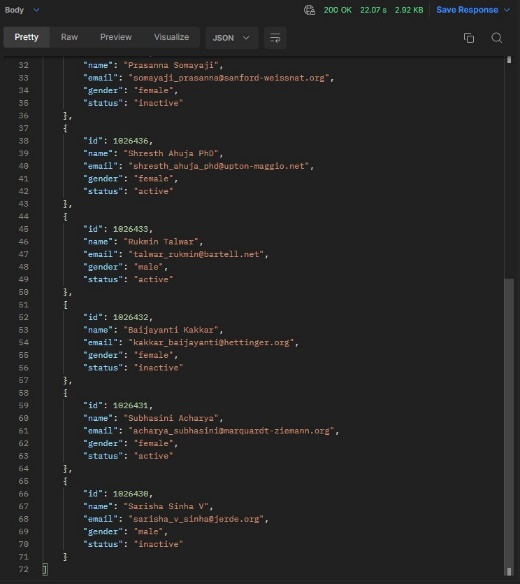 Body 200 OK 22.07 s 2.92 KB Save Response
Pretty Raw Preview Visualize JSON
32 "name": "Prasanna Somayaji",
33 "email": "somayaji_prasanna@sanford-weissnat.org",
34 "gender": "female",
35 "status": "inactive"
36 },
37 {
38 "id": 1026436,
39 "name": "Shresth Ahuja PhD",
40 "email": "shresth_ahuja_phd@upton-maggio.net",
41 "gender": "female",
42 "status": "active"
43 },
44 {
45 "id": 1026433,
46 "name": "Rukmin Talwar",
47 "email": "talwar_rukmin@bartell.net",
48 "gender": "male",
49 "status": "active"
50 },
51 {
52 "id": 1026432,
53 "name": "Baijayanti Kakkar",
54 "email": "kakkar_baijayanti@hettinger.org",
55 "gender": "female",
56 "status": "inactive"
57 },
58 {
59 "id": 1026431,
60 "name": "Subhasini Acharya",
61 "email": "acharya_subhasini@marquardt-ziemann.org",
62 "gender": "female",
63 "status": "active"
64 },
65 {
66 "id": 1026430,
67 "name": "Sarisha Sinha V",
68 "email": "sarisha_v_sinha@jerde.org",
69 "gender": "male",
70 "status": "inactive"
71 }
72 ]